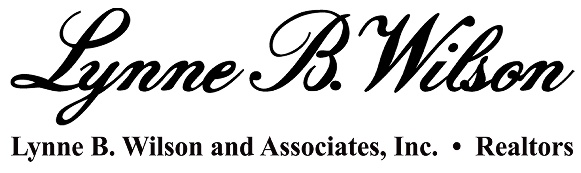 Lynne B. Wilson
Lynne B. Wilson and Associates, Inc. • Realtors